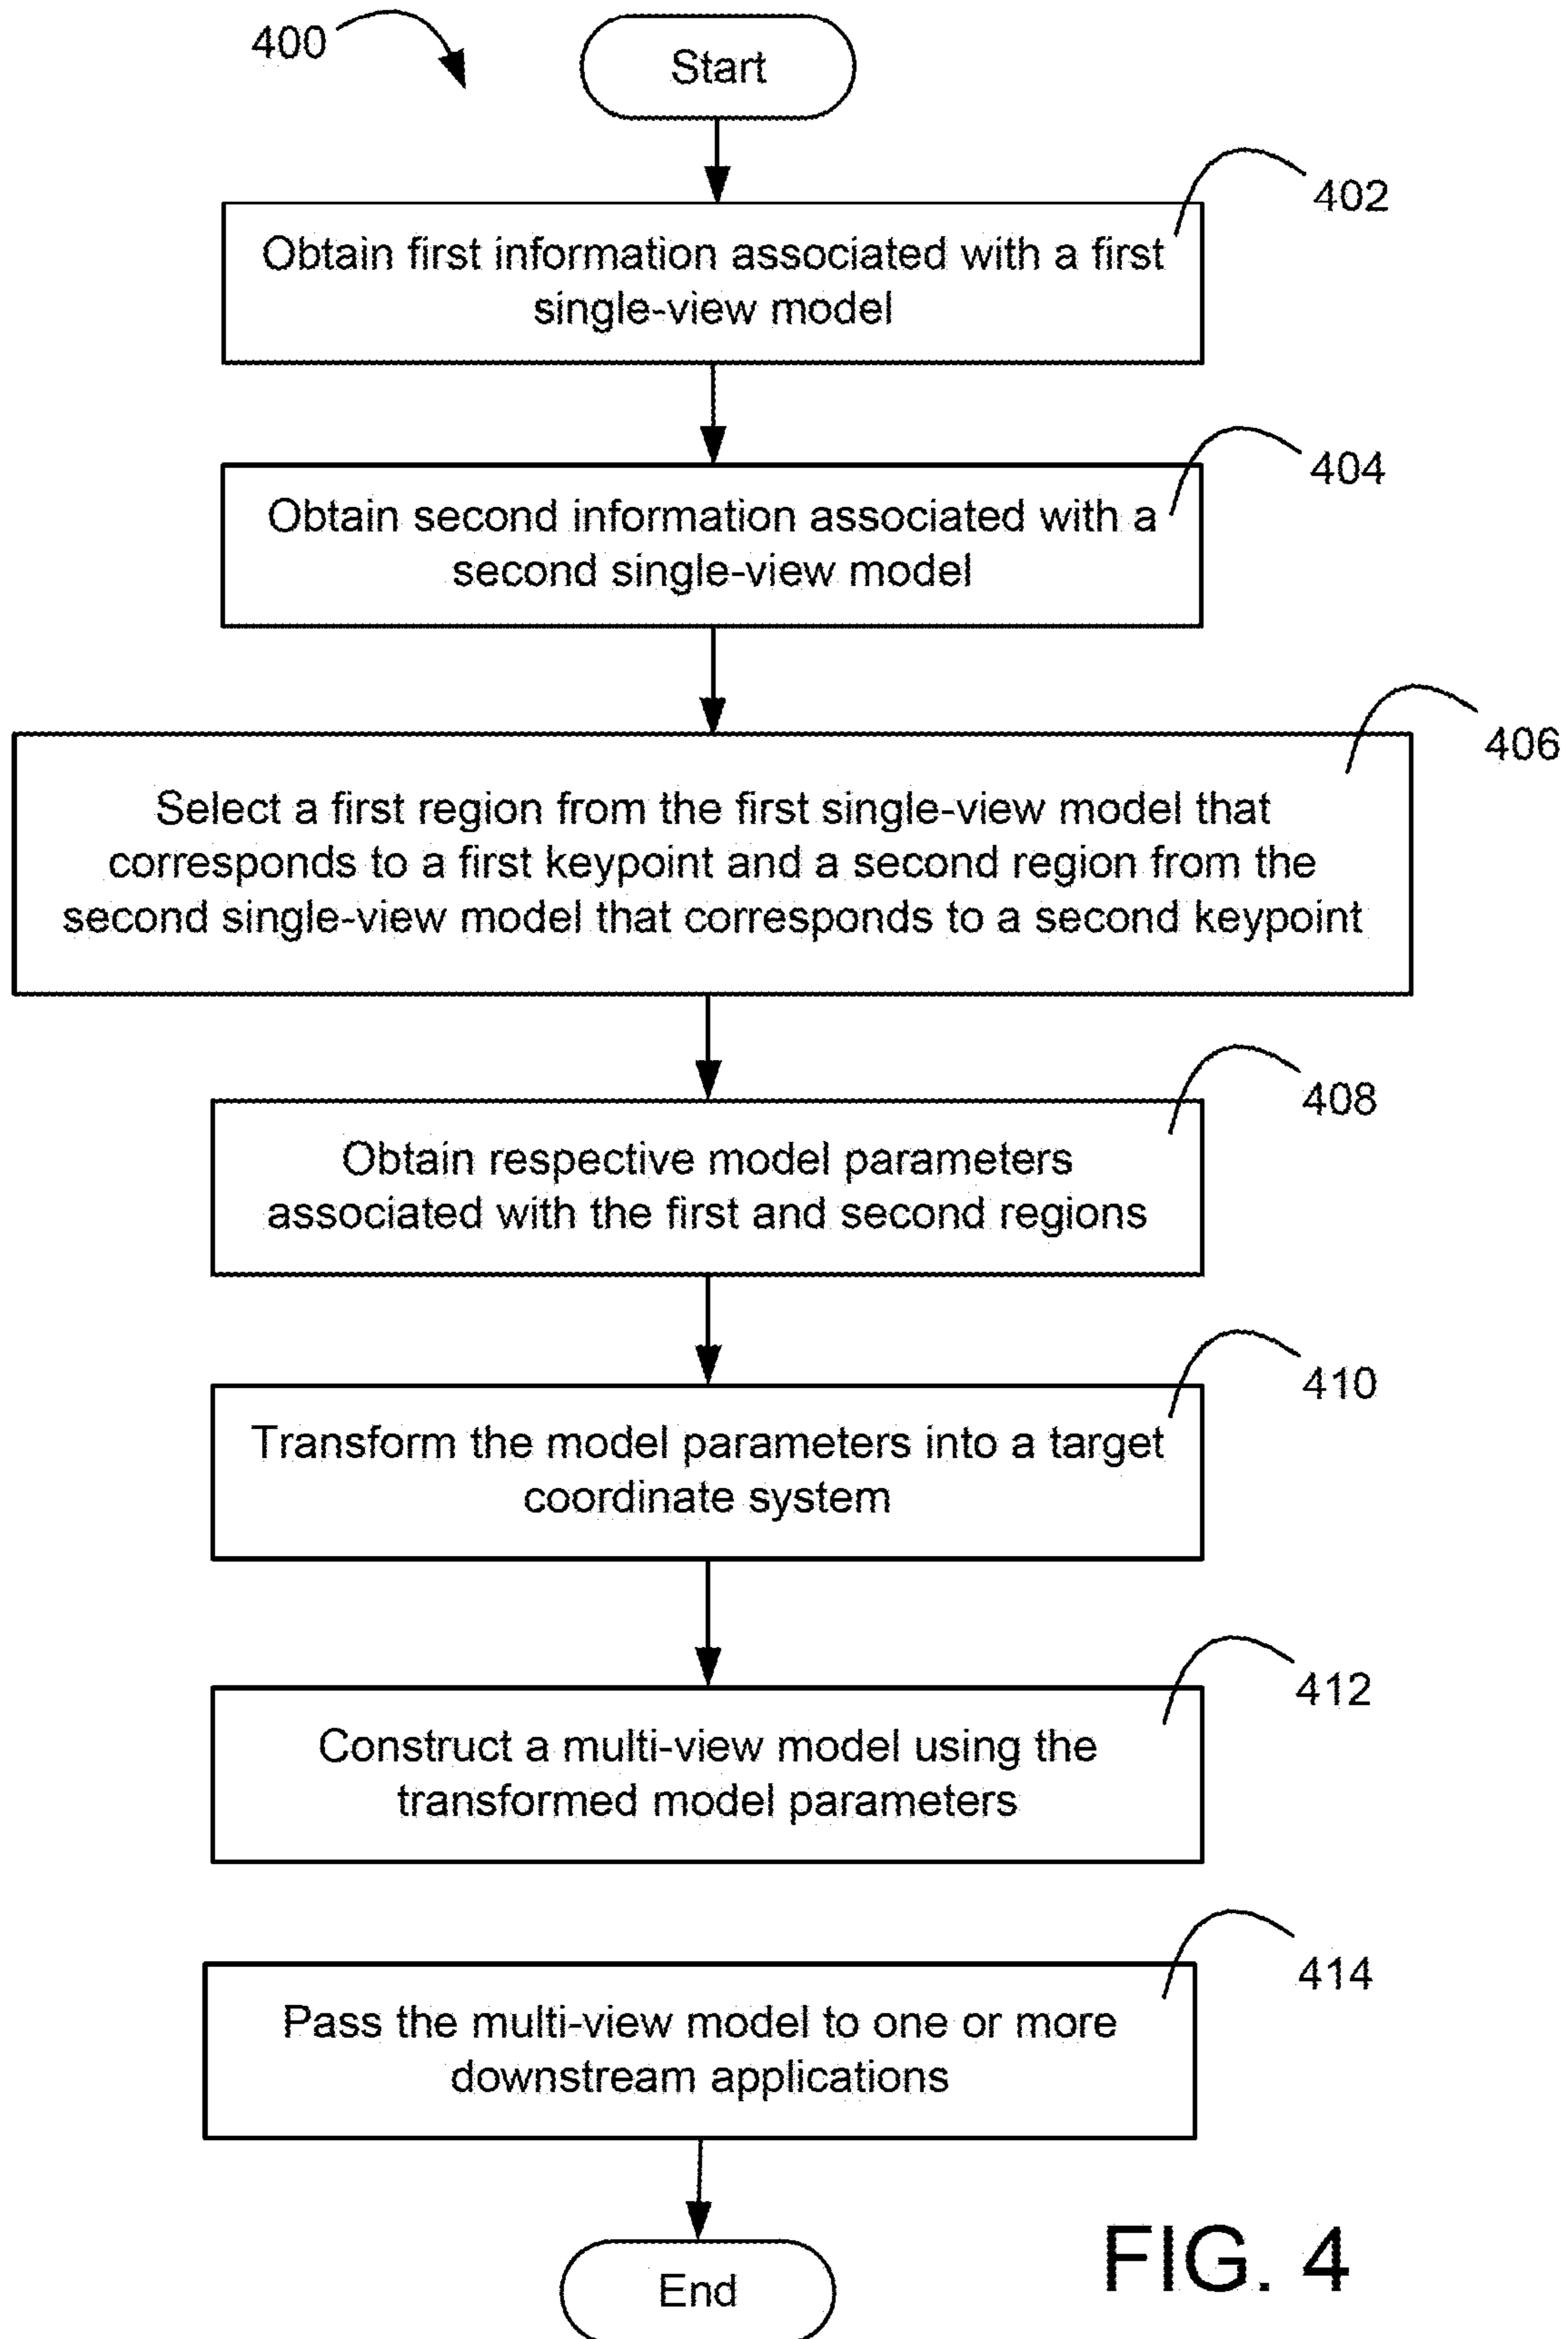 400
Start
402
Obtain first information associated with a first
single-view model
404
Obtain second information associated with a
second single-view model
406
Select a first region from the first single-view model that
corresponds to a first keypoint and a second region from the
second single-view model that corresponds to a second keypoint
408
Obtain respective model parameters
associated with the first and second regions
410
Transform the model parameters into a target
coordinate system
412
Construct a multi-view model using the
transformed model parameters
414
Pass the multi-view model to one or more
downstream applications
End
FIG. 4